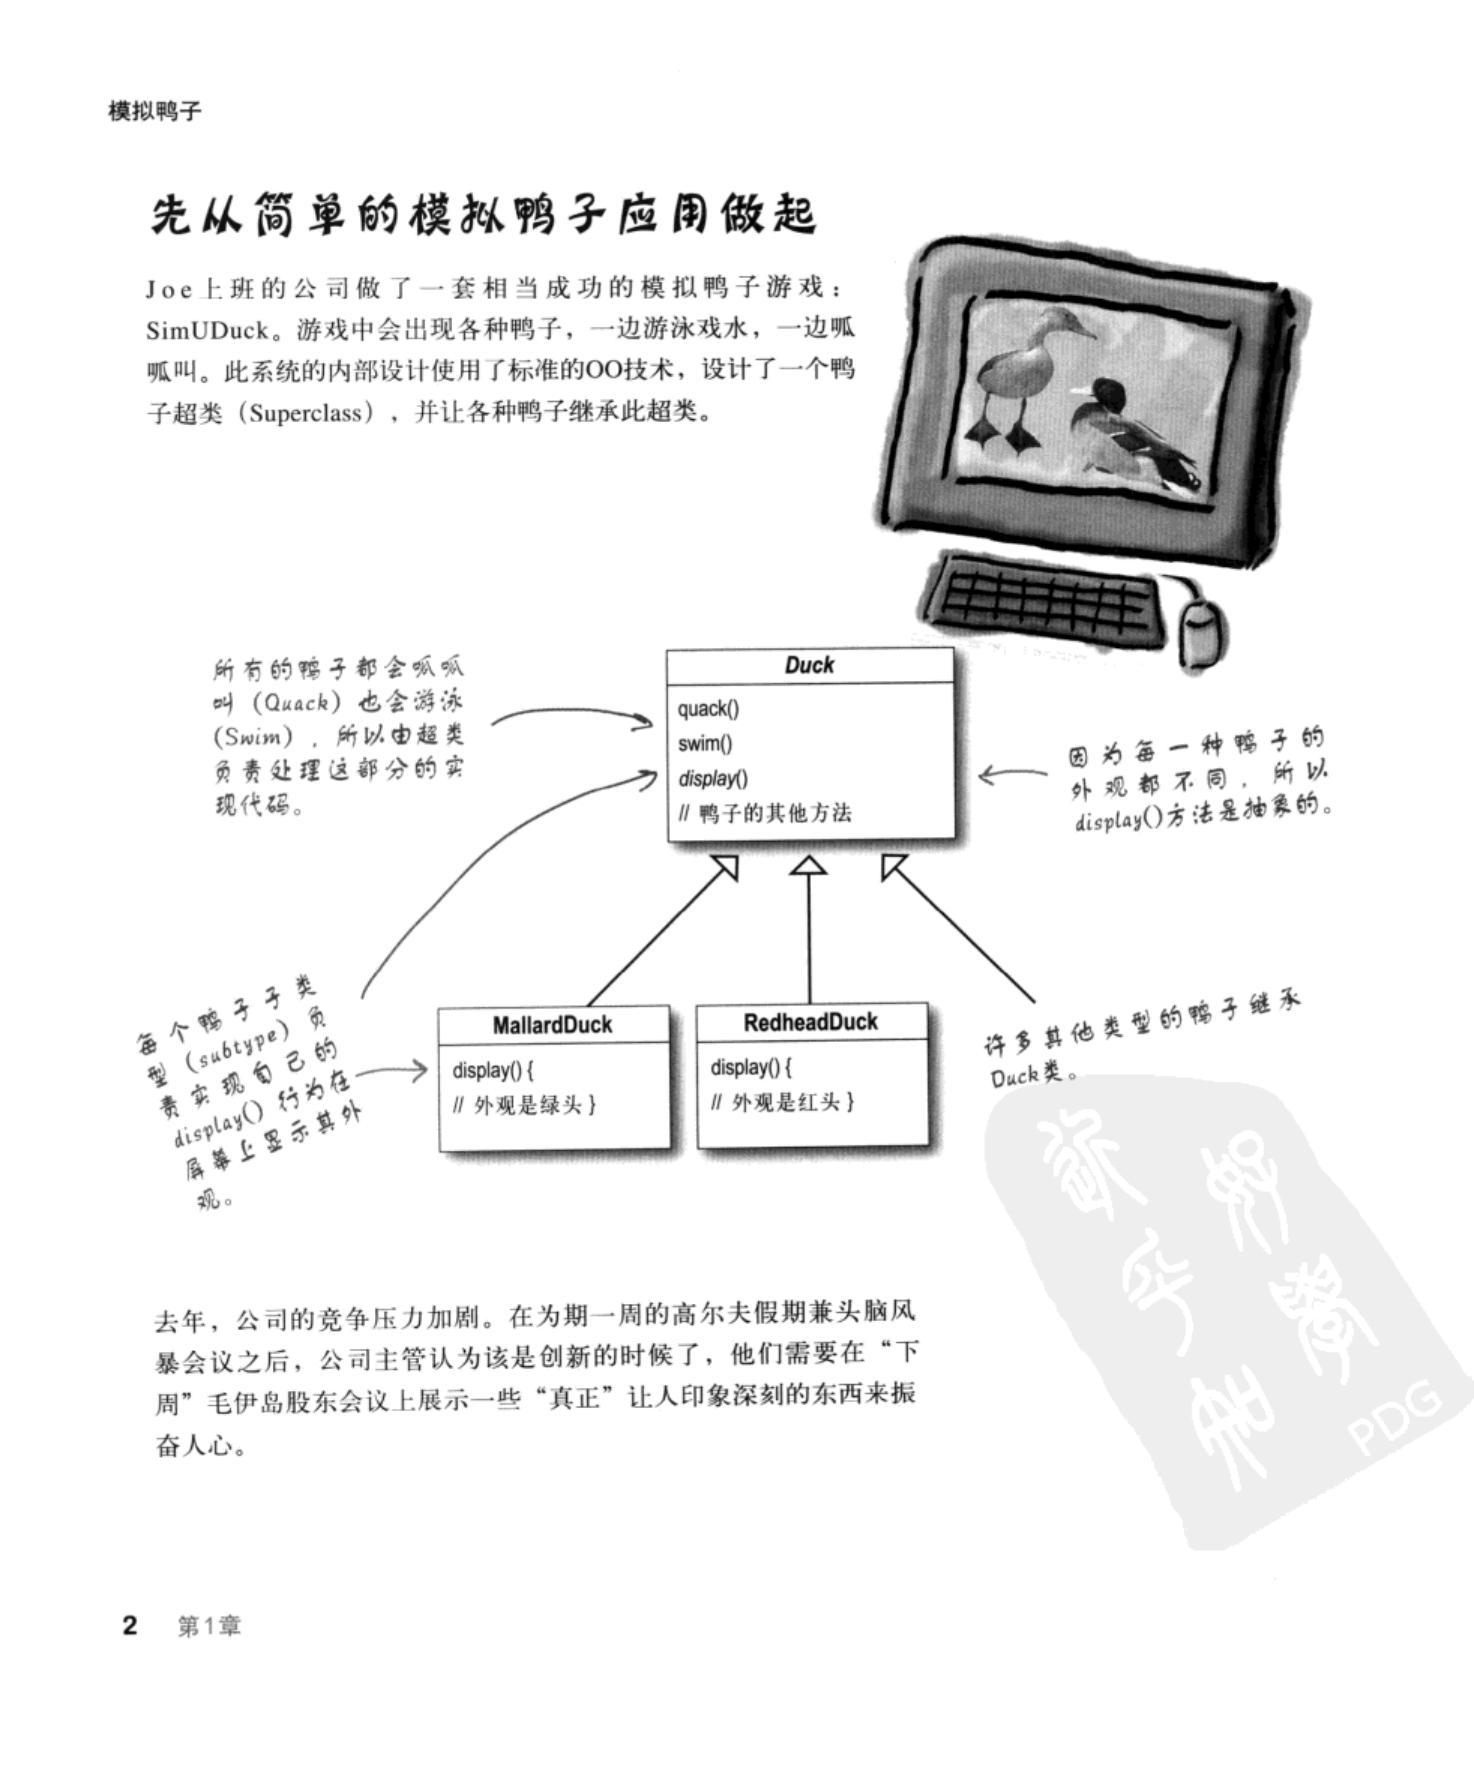 模拟鸭子
先从简单的模拟鸭子应用做起
Joe上班的公司做了一套相当成功的模拟鸭子游戏：
SimUDuck。游戏中会出现各种鸭子，一边游泳戏水，一边呱
呱叫。此系统的内部设计使用了标准的OO技术，设计了一个鸭
子超类（Superclass），并让各种鸭子继承此超类。
所有的鸭子都会呱呱
叫（Quack）也会游泳
（Swim），所以由超类
负责处理这部分的实
现代码。
Duck
quack()
swim()
display()
// 鸭子的其他方法
因为每一种鸭子的
外观都不同，所以
display()方法是抽象的。
每个鸭子子类
型（subtype）负
责实现自己的
display()行为在
屏幕上显示其外
观。
MallardDuck
display() {
// 外观是绿头 }
RedheadDuck
display() {
// 外观是红头 }
许多其他类型的鸭子继承
Duck类。
去年，公司的竞争压力加剧。在为期一周的高尔夫假期兼头脑风
暴会议之后，公司主管认为该是创新的时候了，他们需要在“下
周”毛伊岛股东会议上展示一些“真正”让人印象深刻的东西来振
奋人心。
PDG
2 第1章